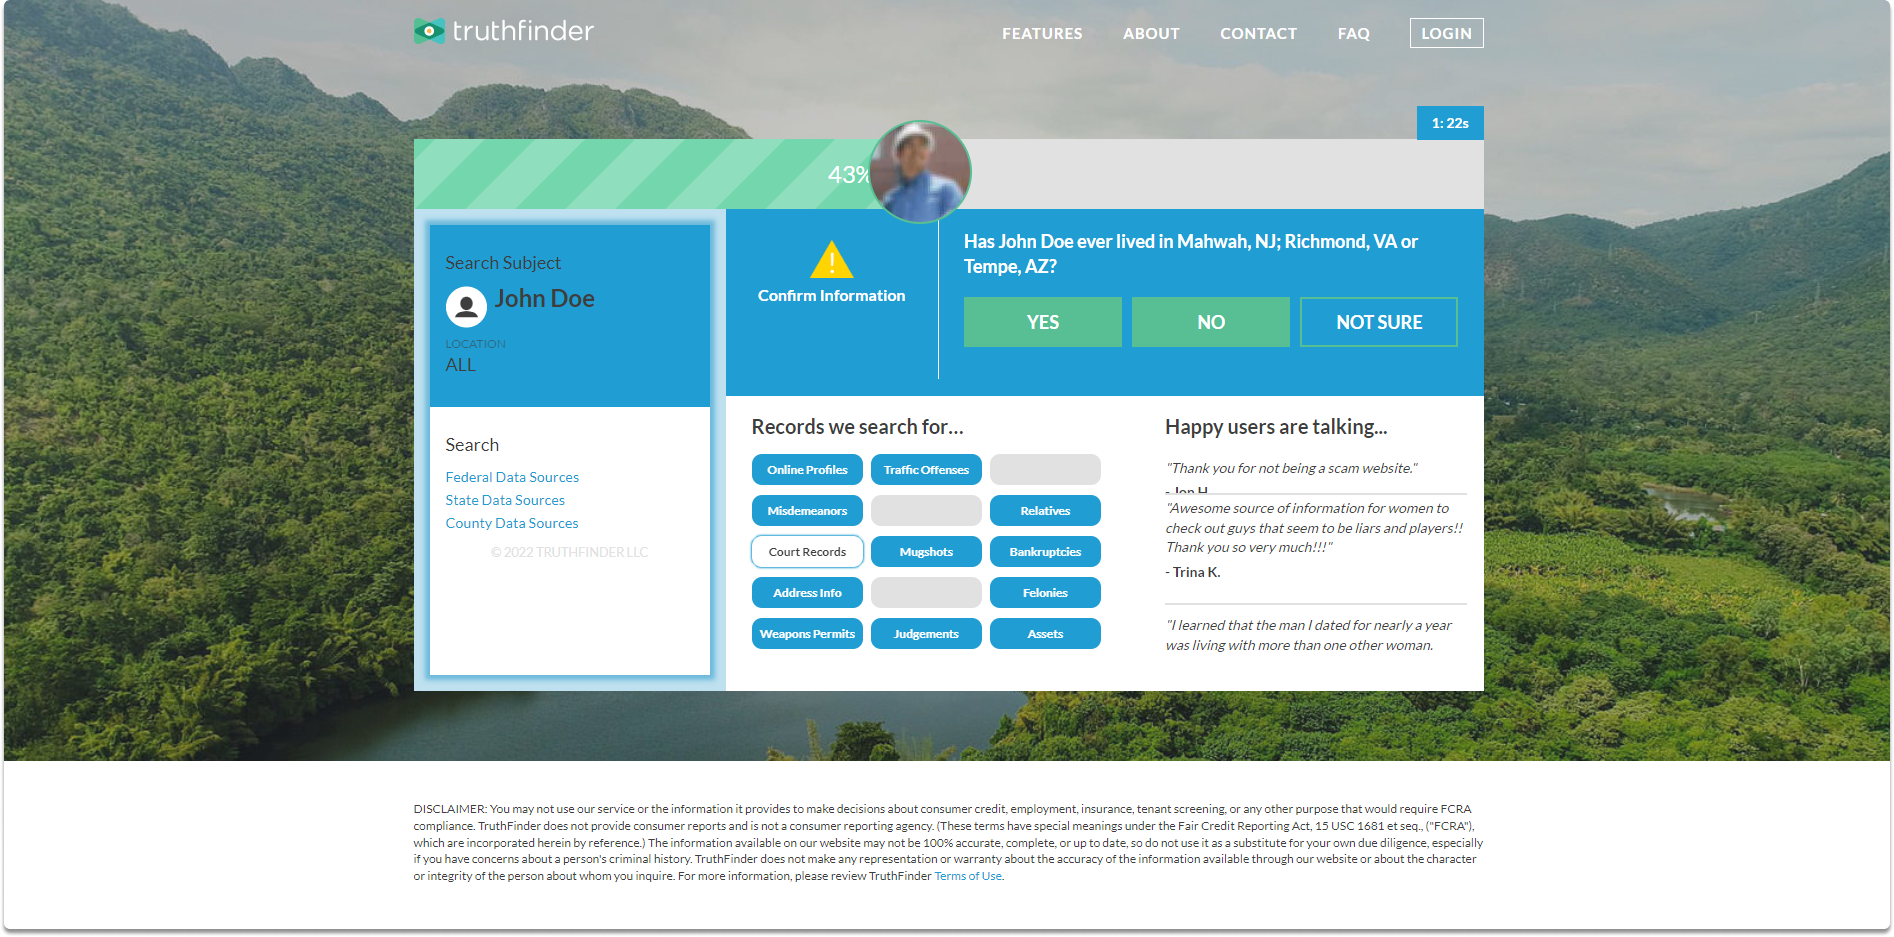 truthfinder
FEATURES
ABOUT
CONTACT
FAQ
LOGIN
1: 22s
43%
Search Subject
John Doe
LOCATION
ALL
Search
Federal Data Sources
State Data Sources
County Data Sources
© 2022 TRUTHFINDER LLC
Confirm Information
Has John Doe ever lived in Mahwah, NJ; Richmond, VA or
Tempe, AZ?
YES
NO
NOT SURE
Records we search for...
Online Profiles
Traffic Offenses
Misdemeanors
Relatives
Court Records
Mugshots
Bankruptcies
Address Info
Felonies
Weapons Permits
Judgements
Assets
Happy users are talking...
"Thank you for not being a scam website."
- Jon H.
"Awesome source of information for women to
check out guys that seem to be liars and players!!
Thank you so very much!!!"
- Trina K.
"I learned that the man I dated for nearly a year
was living with more than one other woman.
DISCLAIMER: You may not use our service or the information it provides to make decisions about consumer credit, employment, insurance, tenant screening, or any other purpose that would require FCRA
compliance. TruthFinder does not provide consumer reports and is not a consumer reporting agency. (These terms have special meanings under the Fair Credit Reporting Act, 15 USC 1681 et seq., ("FCRA"),
which are incorporated herein by reference.) The information available on our website may not be 100% accurate, complete, or up to date, so do not use it as a substitute for your own due diligence, especially
if you have concerns about a person's criminal history. TruthFinder does not make any representation or warranty about the accuracy of the information available through our website or about the character
or integrity of the person about whom you inquire. For more information, please review TruthFinder Terms of Use.